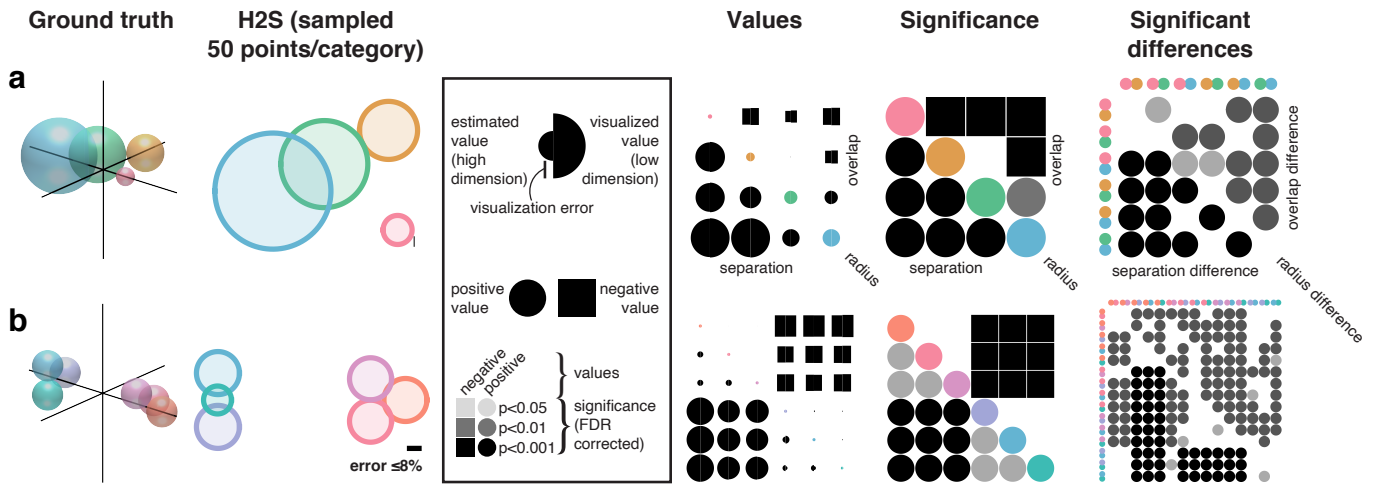 Ground truth
H2S (sampled
50 points/category)
Values
Significance
Significant
differences
a
estimated
value
(high
dimension)
visualized
value
(low
dimension)
visualization error
positive
value
negative
value
negative
positive
p<0.05
p<0.01
p<0.001
values
significance
(FDR
corrected)
overlap
separation
radius
overlap
separation
radius
overlap difference
separation difference
radius difference
b
error ≤8%